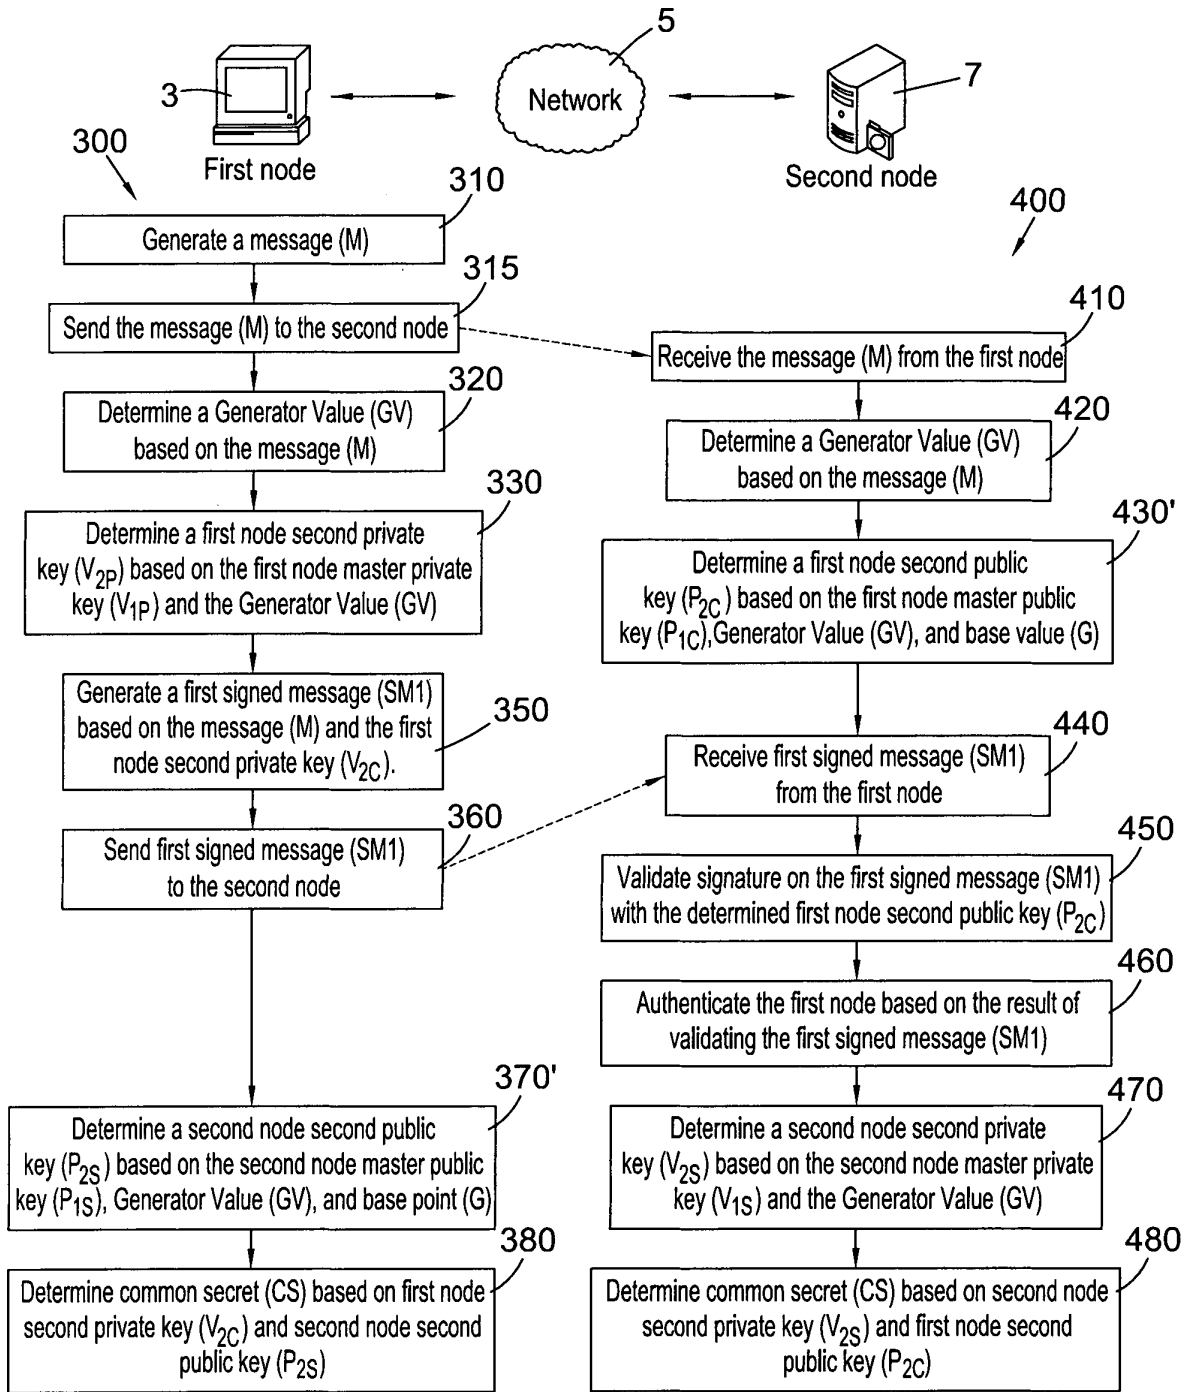 5
3
Network
7
First node
Second node
300
400
310
Generate a message (M)
315
Send the message (M) to the second node
320
Determine a Generator Value (GV)
based on the message (M)
330
Determine a first node second private
key (V2P) based on the first node master private
key (V1P) and the Generator Value (GV)
Generate a first signed message (SM1)
based on the message (M) and the first
node second private key (V2C).
350
Send first signed message (SM1)
to the second node
360
370'
Determine a second node second public
key (P2S) based on the second node master public
key (P1S), Generator Value (GV), and base point (G)
380
Determine common secret (CS) based on first node
second private key (V2C) and second node second
public key (P2S)
410
Receive the message (M) from the first node
420
Determine a Generator Value (GV)
based on the message (M)
430'
Determine a first node second public
key (P2C) based on the first node master public
key (P1C),Generator Value (GV), and base value (G)
440
Receive first signed message (SM1)
from the first node
450
Validate signature on the first signed message (SM1)
with the determined first node second public key (P2C)
460
Authenticate the first node based on the result of
validating the first signed message (SM1)
470
Determine a second node second private
key (V2S) based on the second node master private
key (V1S) and the Generator Value (GV)
480
Determine common secret (CS) based on second node
second private key (V2S) and first node second
public key (P2C)